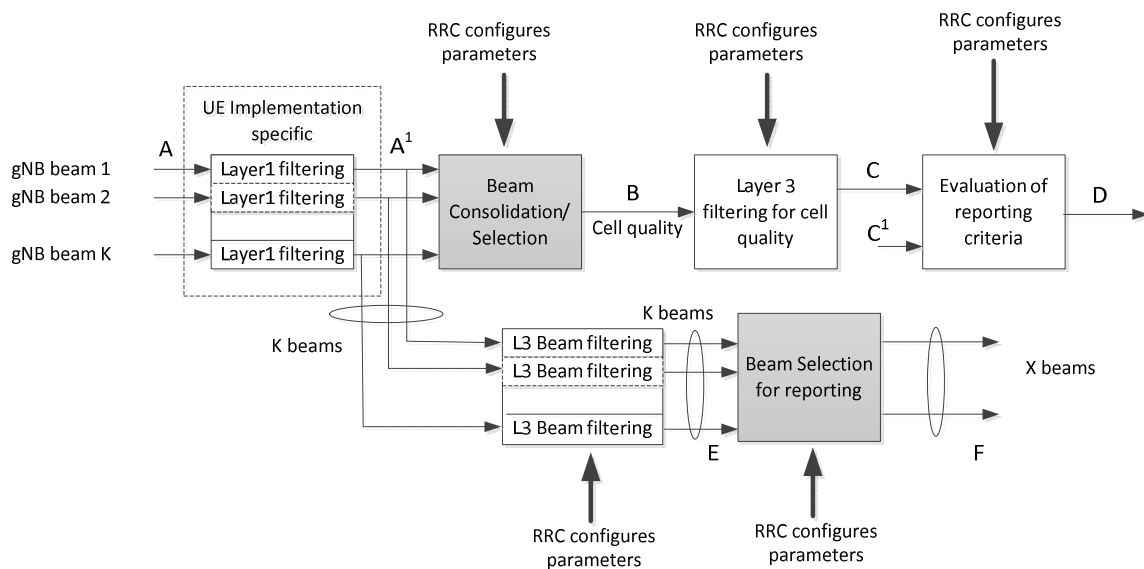 RRC configures
parameters
RRC configures
parameters
RRC configures
parameters
UE Implementation
specific
A
A¹
gNB beam 1
gNB beam 2
gNB beam K
Layer1 filtering
Layer1 filtering
Layer1 filtering
Beam
Consolidation/
Selection
B
Cell quality
Layer 3
filtering for cell
quality
C
C¹
Evaluation of
reporting
criteria
D
K beams
L3 Beam filtering
L3 Beam filtering
L3 Beam filtering
K beams
E
Beam Selection
for reporting
X beams
F
RRC configures
parameters
RRC configures
parameters